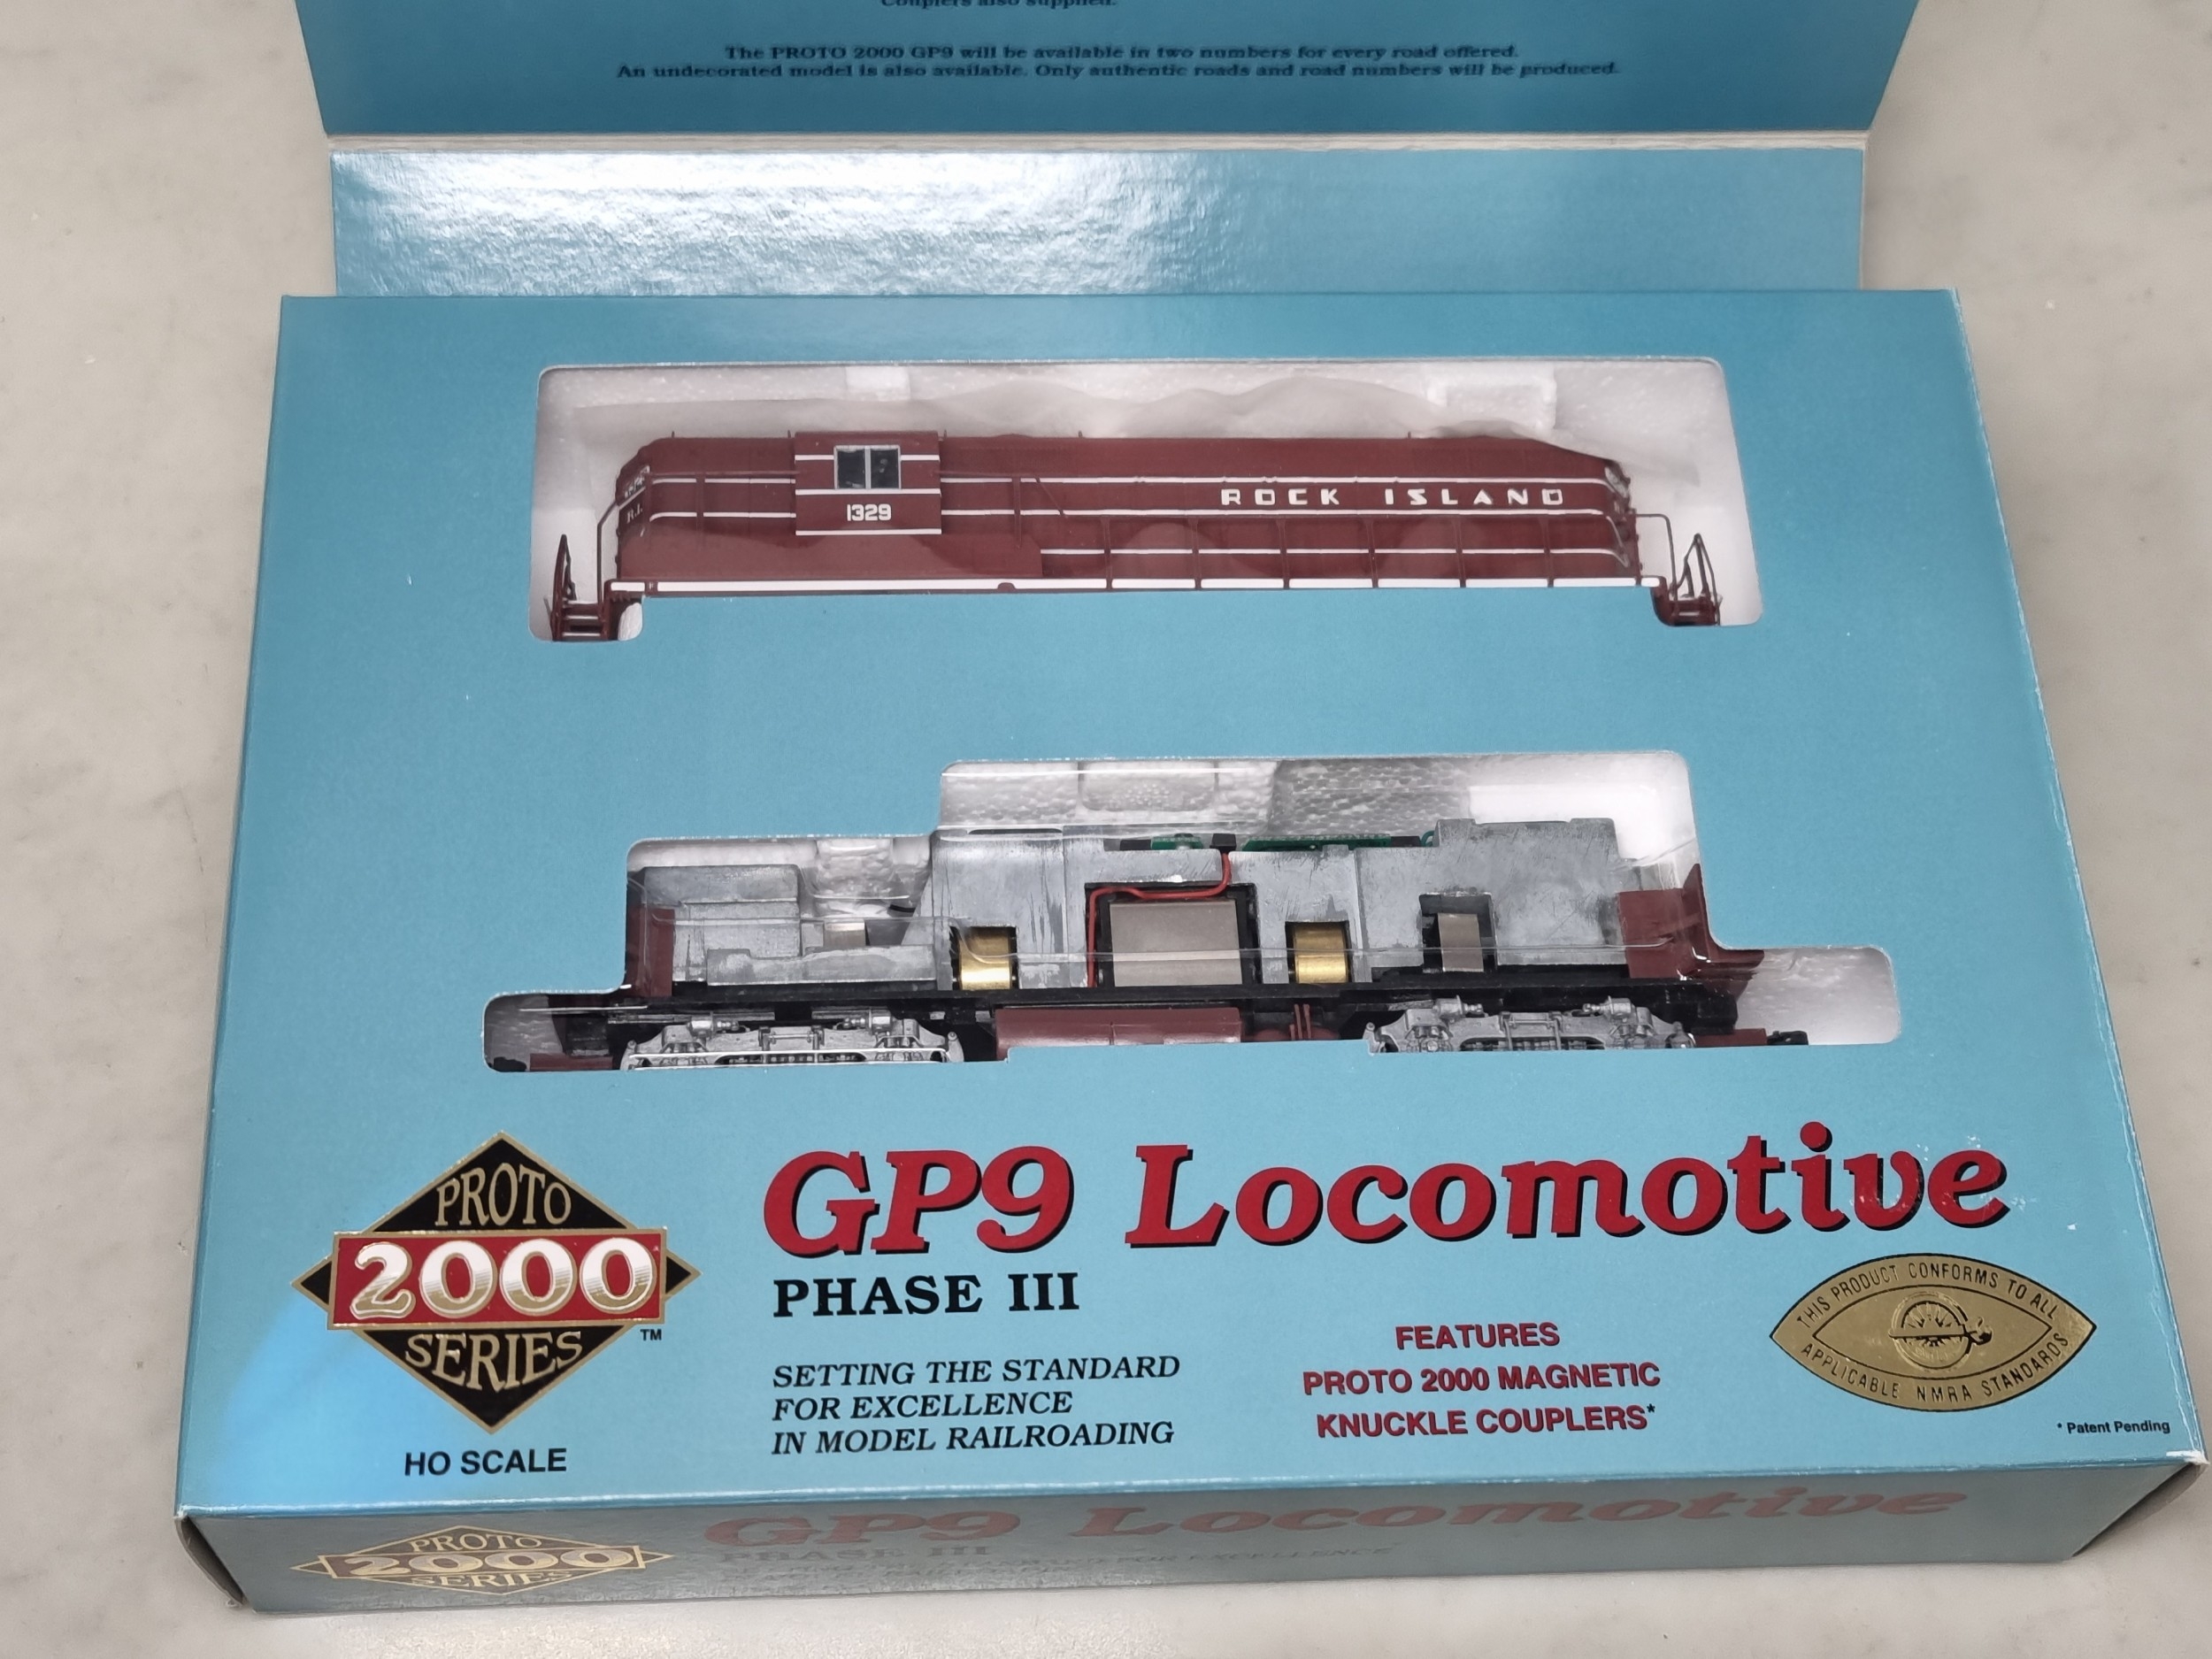 Couplers also supplied.
The PROTO 2000 GP9 will be available in two numbers for every road offered.
An undecorated model is also available. Only authentic roads and road numbers will be produced.
ROCK ISLAND
1329
R.I.
PROTO
2000
SERIES
TM
HO SCALE
GP9 Locomotive
PHASE III
SETTING THE STANDARD
FOR EXCELLENCE
IN MODEL RAILROADING
FEATURES
PROTO 2000 MAGNETIC
KNUCKLE COUPLERS*
THIS PRODUCT CONFORMS TO ALL
APPLICABLE NMRA STANDARDS
* Patent Pending
PROTO
2000
SERIES
GP9 Locomotive
PHASE III